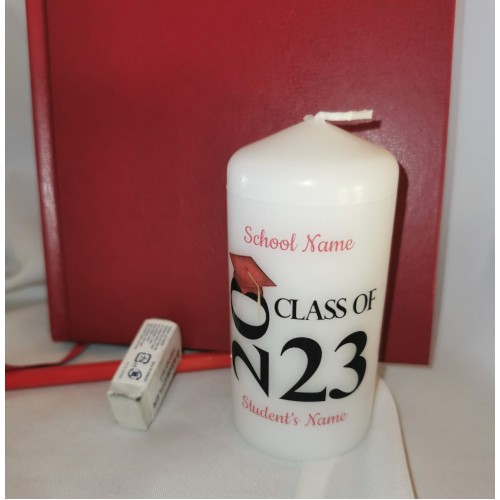 School Name
20
CLASS OF
23
Student's Name